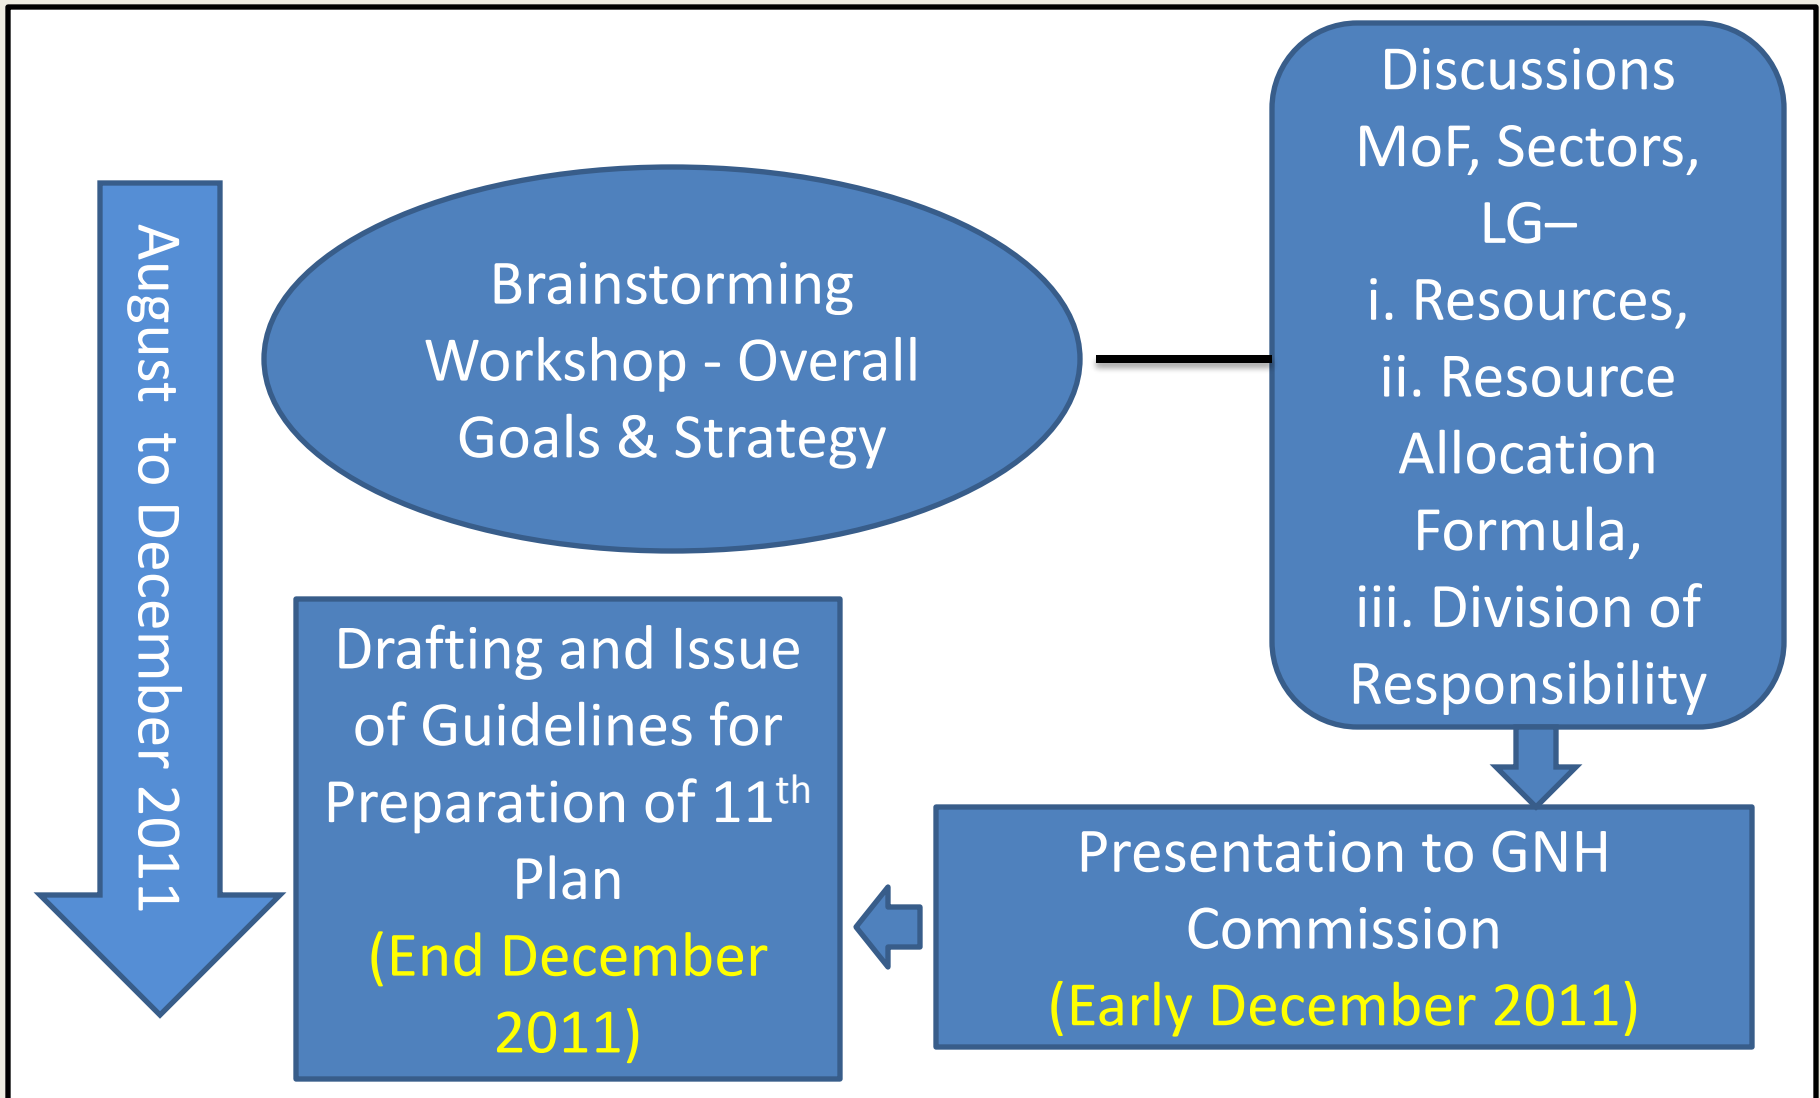 August to December 2011
Brainstorming
Workshop - Overall
Goals & Strategy
Discussions
MoF, Sectors,
LG–
i. Resources,
ii. Resource
Allocation
Formula,
iii. Division of
Responsibility
Presentation to GNH
Commission
(Early December 2011)
Drafting and Issue
of Guidelines for
Preparation of 11th
Plan
(End December
2011)